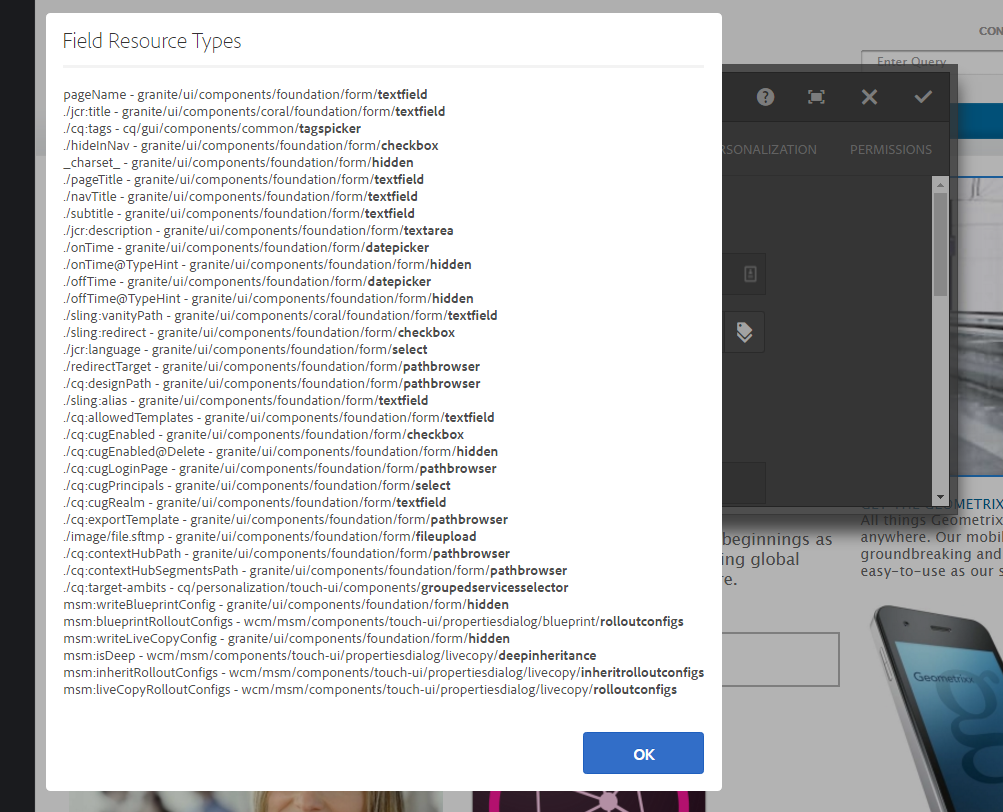 Field Resource Types
pageName - granite/ui/components/foundation/form/textfield
./jcr:title - granite/ui/components/coral/foundation/form/textfield
./cq:tags - cq/gui/components/common/tagspicker
./hideInNav - granite/ui/components/foundation/form/checkbox
_charset_ - granite/ui/components/foundation/form/hidden
./pageTitle - granite/ui/components/foundation/form/textfield
./navTitle - granite/ui/components/foundation/form/textfield
./subtitle - granite/ui/components/foundation/form/textfield
./jcr:description - granite/ui/components/foundation/form/textarea
./onTime - granite/ui/components/foundation/form/datepicker
./onTime@TypeHint - granite/ui/components/foundation/form/hidden
./offTime - granite/ui/components/foundation/form/datepicker
./offTime@TypeHint - granite/ui/components/foundation/form/hidden
./sling:vanityPath - granite/ui/components/coral/foundation/form/textfield
./sling:redirect - granite/ui/components/foundation/form/checkbox
./jcr:language - granite/ui/components/foundation/form/select
./redirectTarget - granite/ui/components/foundation/form/pathbrowser
./cq:designPath - granite/ui/components/foundation/form/pathbrowser
./sling:alias - granite/ui/components/foundation/form/textfield
./cq:allowedTemplates - granite/ui/components/foundation/form/textfield
./cq:cugEnabled - granite/ui/components/foundation/form/checkbox
./cq:cugEnabled@Delete - granite/ui/components/foundation/form/hidden
./cq:cugLoginPage - granite/ui/components/foundation/form/pathbrowser
./cq:cugPrincipals - granite/ui/components/foundation/form/select
./cq:cugRealm - granite/ui/components/foundation/form/textfield
./cq:exportTemplate - granite/ui/components/foundation/form/pathbrowser
./image/file.sftmp - granite/ui/components/foundation/form/fileupload
./cq:contextHubPath - granite/ui/components/foundation/form/pathbrowser
./cq:contextHubSegmentsPath - granite/ui/components/foundation/form/pathbrowser
./cq:target-ambits - cq/personalization/touch-ui/components/groupedservicesselector
msm:writeBlueprintConfig - granite/ui/components/foundation/form/hidden
msm:blueprintRolloutConfigs - wcm/msm/components/touch-ui/propertiesdialog/blueprint/rolloutconfigs
msm:writeLiveCopyConfig - granite/ui/components/foundation/form/hidden
msm:isDeep - wcm/msm/components/touch-ui/propertiesdialog/livecopy/deepinheritance
msm:inheritRolloutConfigs - wcm/msm/components/touch-ui/propertiesdialog/livecopy/inheritrolloutconfigs
msm:liveCopyRolloutConfigs - wcm/msm/components/touch-ui/propertiesdialog/livecopy/rolloutconfigs
OK
CON
Enter Query
?
RSONALIZATION
PERMISSIONS
GET THE GEOMETRIX
All things Geometrix
anywhere. Our mobil
groundbreaking and
easy-to-use as our s
beginnings as
ing global
e.
Geometrixx